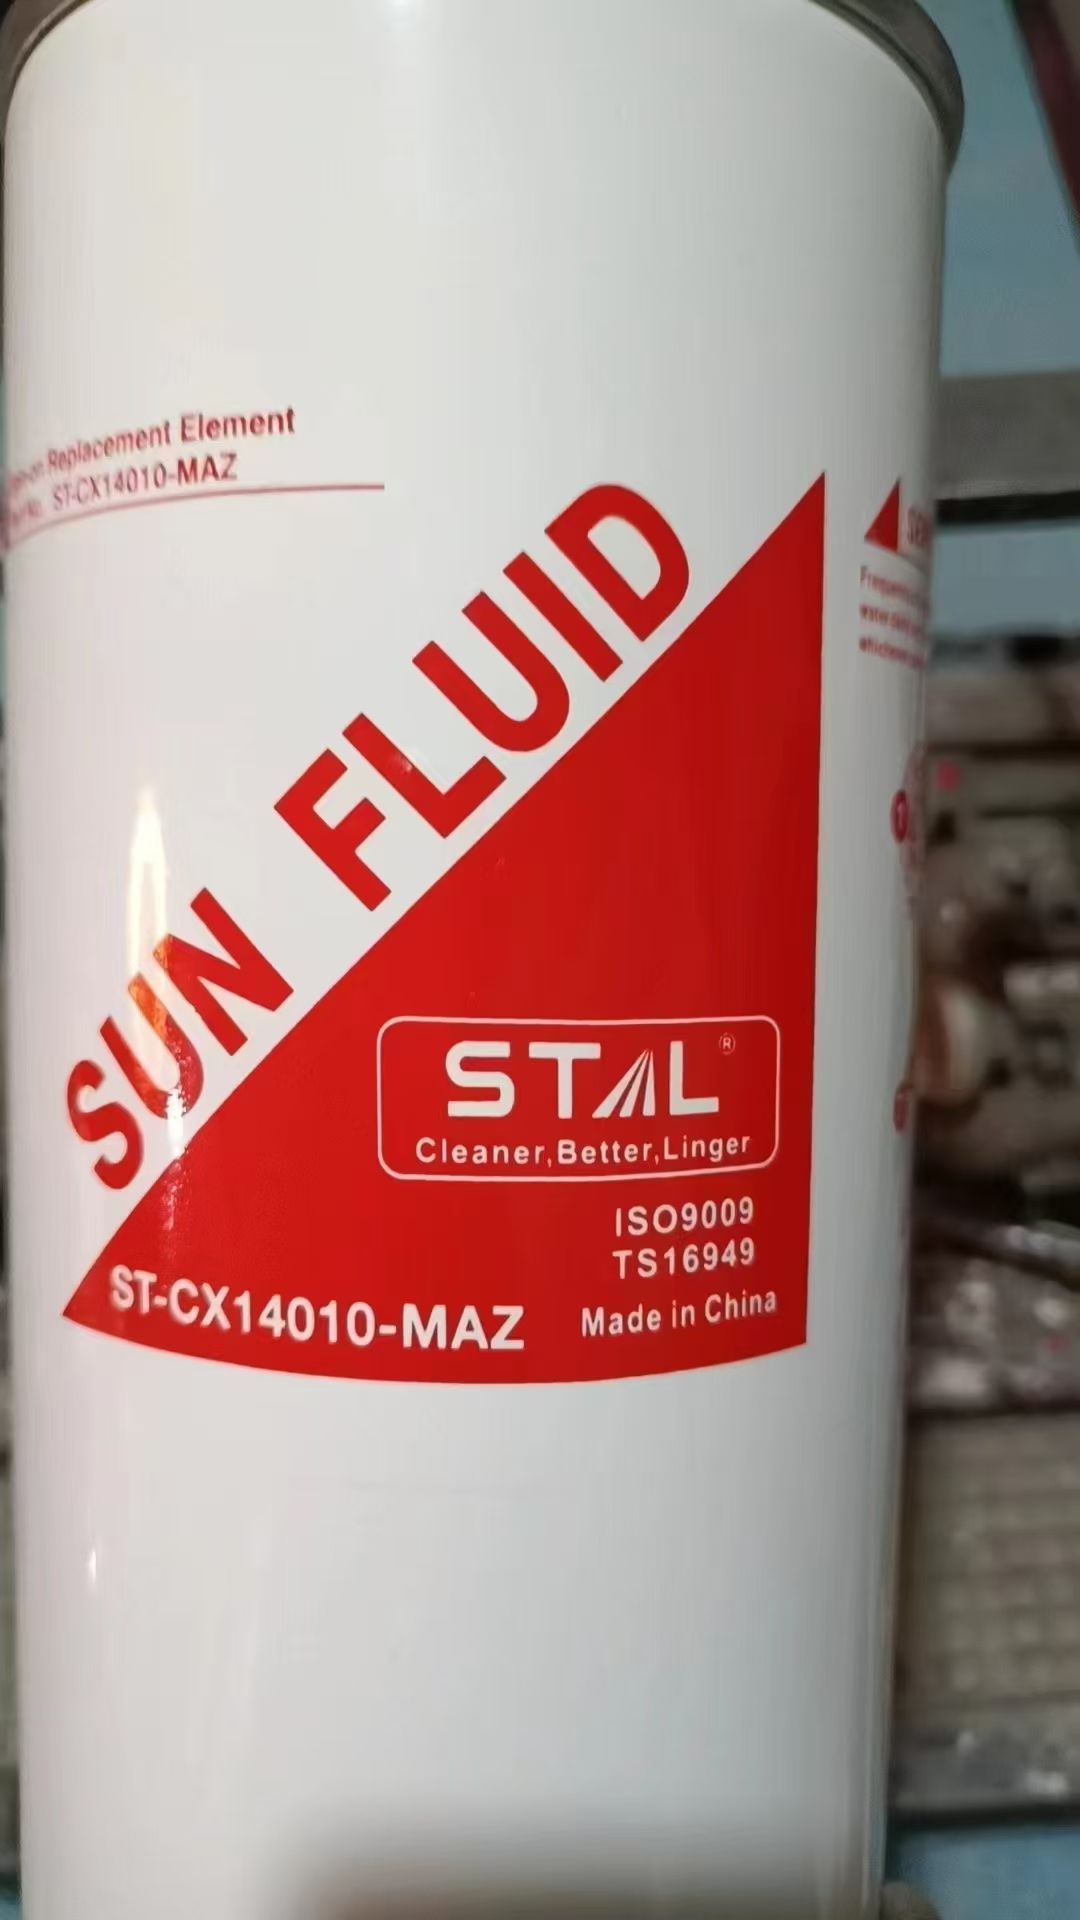 Replacement Element
ST-CX14010-MAZ
SUN FLUID
STAL®
Cleaner,Better,Linger
ISO9009
TS16949
ST-CX14010-MAZ
Made in China